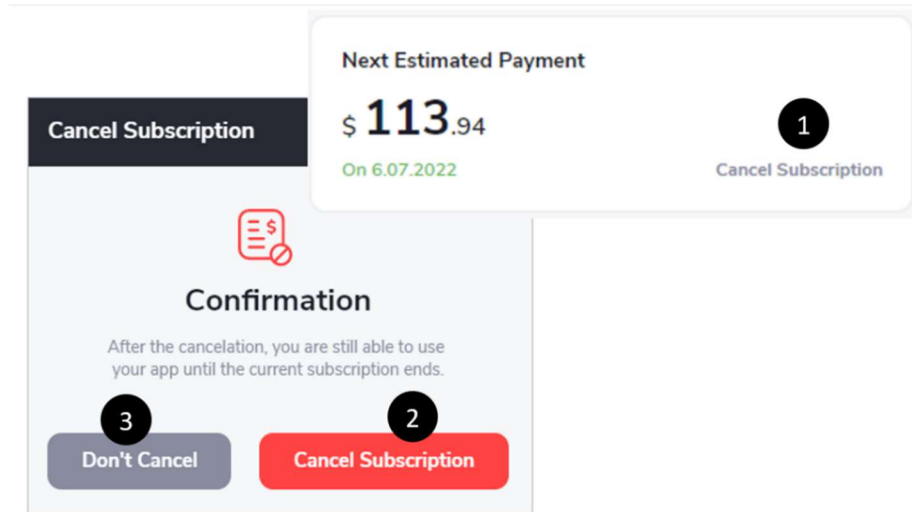 Next Estimated Payment
$ 113.94
1
On 6.07.2022
Cancel Subscription
Cancel Subscription
$
Confirmation
After the cancelation, you are still able to use
your app until the current subscription ends.
3
2
Don't Cancel
Cancel Subscription